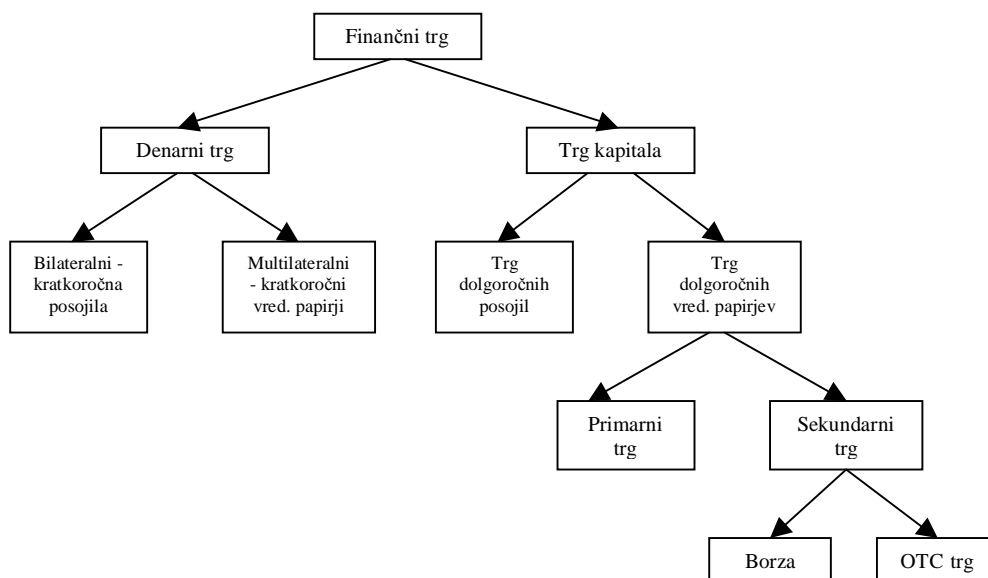 Finančni trg
Denarni trg
Trg kapitala
Bilateralni -
kratkoročna
posojila
Multilateralni
- kratkoročni
vred. papirji
Trg
dolgoročnih
posojil
Trg
dolgoročnih
vred. papirjev
Primarni
trg
Sekundarni
trg
Borza
OTC trg